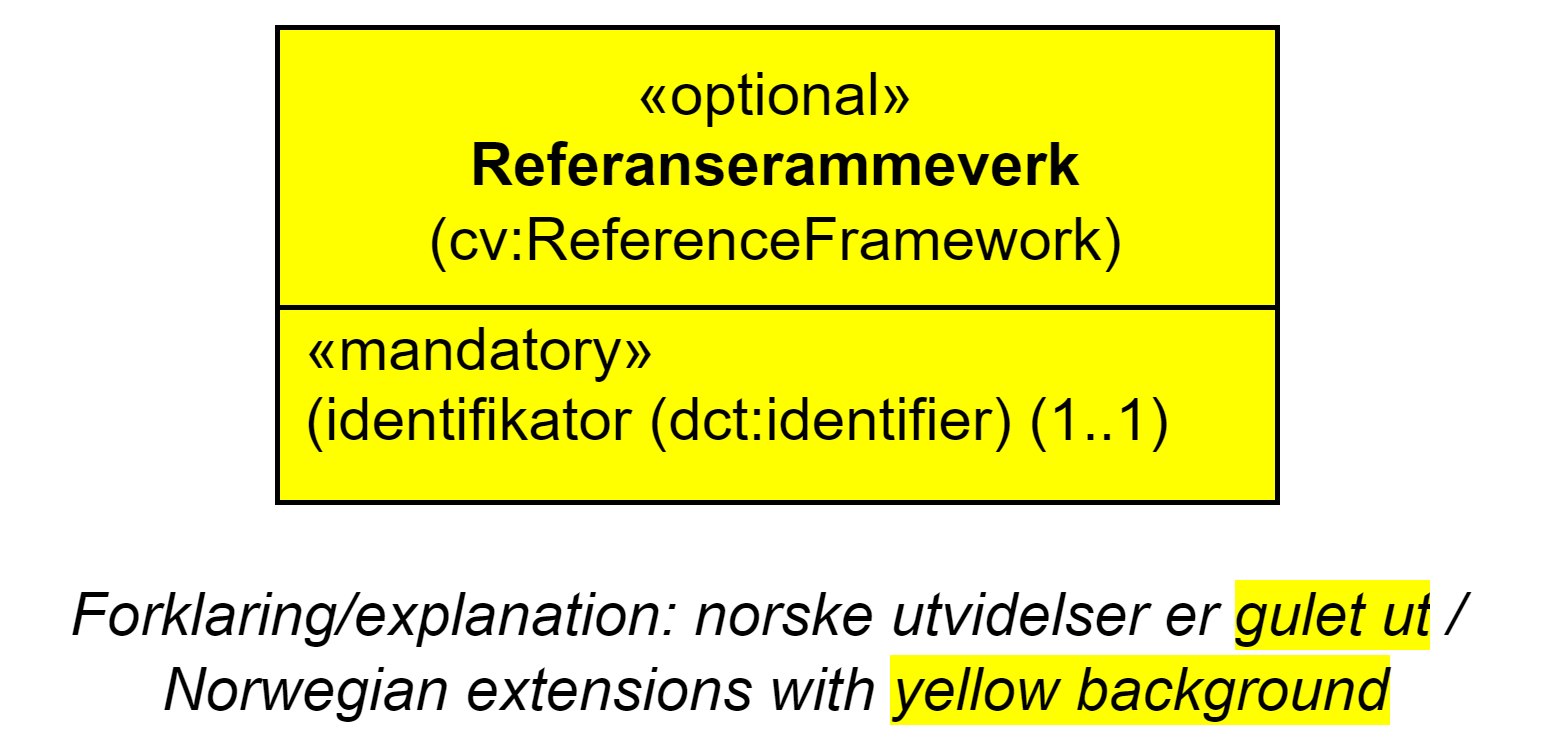 «optional»
Referanserammeverk
(cv:ReferenceFramework)
«mandatory»
(identifikator (dct:identifier) (1..1)
Forklaring/explanation: norske utvidelser er gulet ut /
Norwegian extensions with yellow background